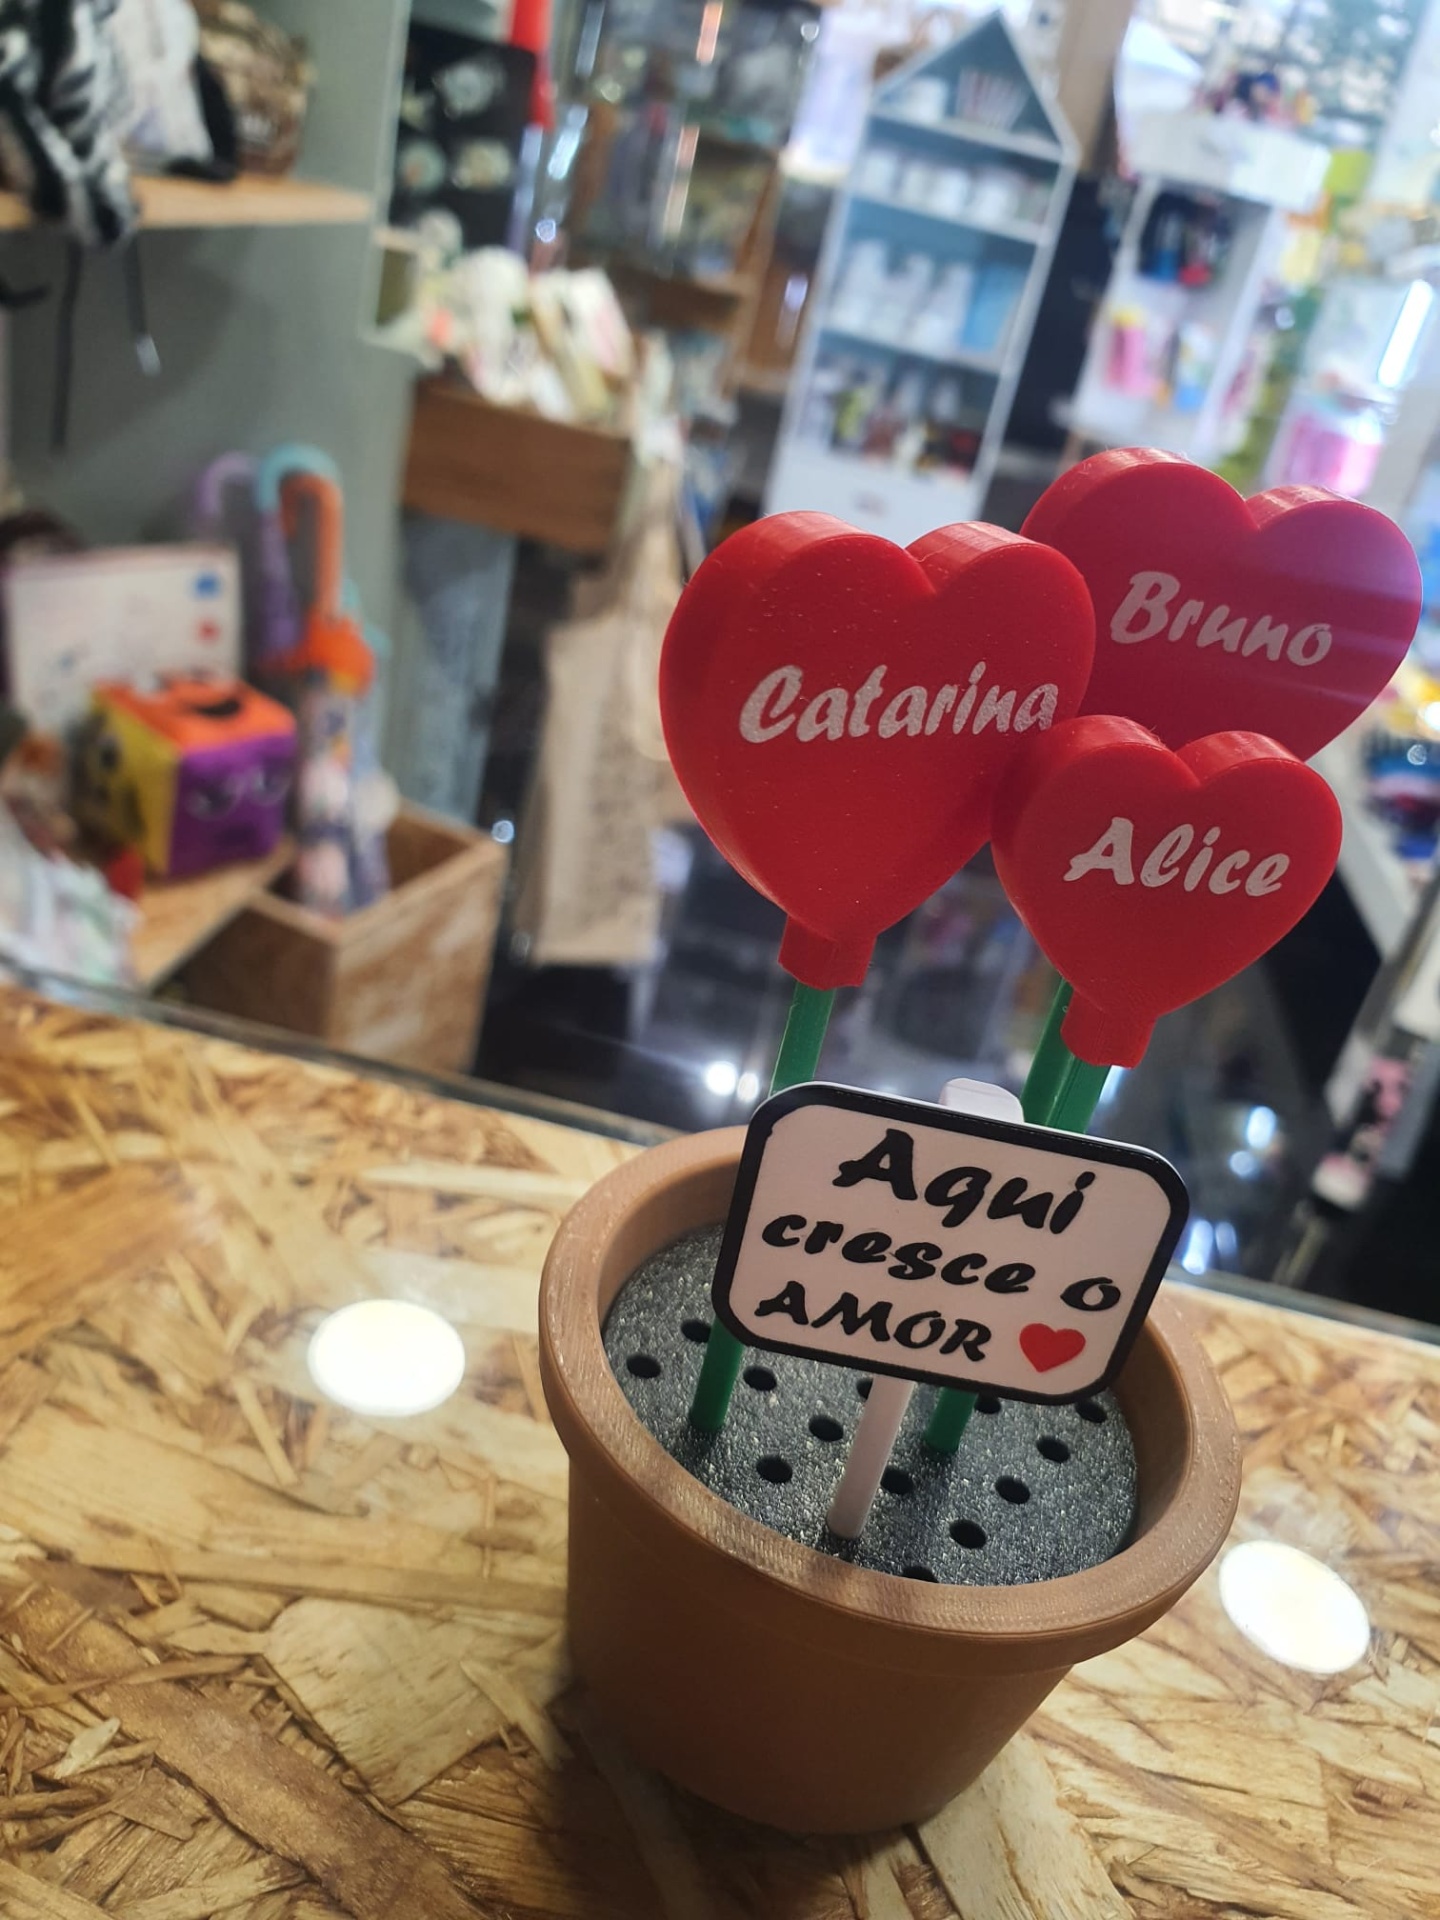 Bruno
Catarina
Alice
Aqui
cresce o
AMOR